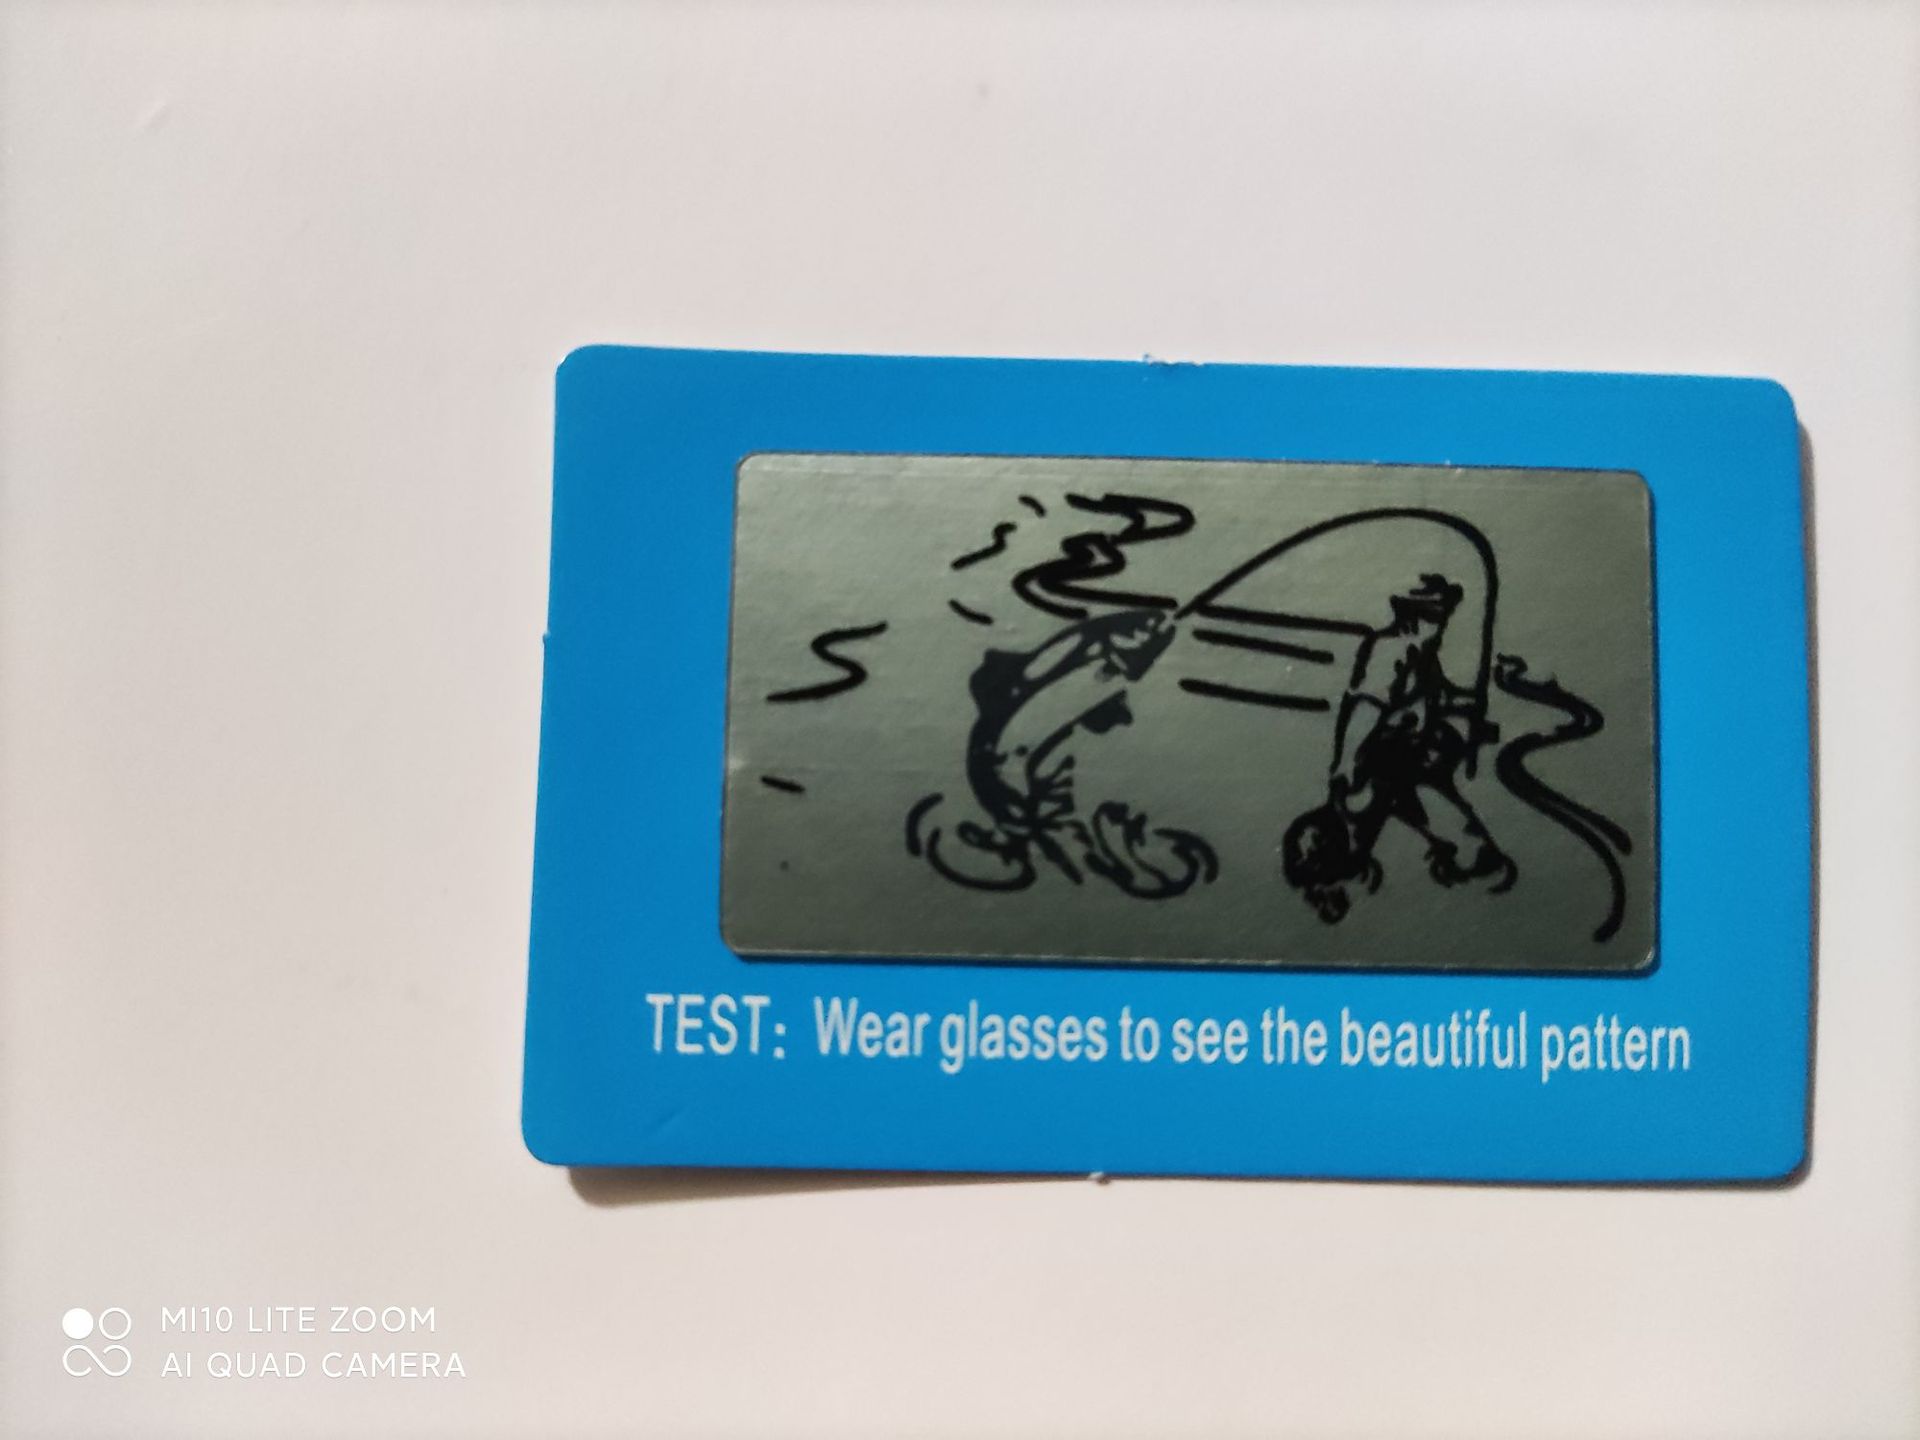 TEST: Wear glasses to see the beautiful pattern
MI10 LITE ZOOM
AI QUAD CAMERA